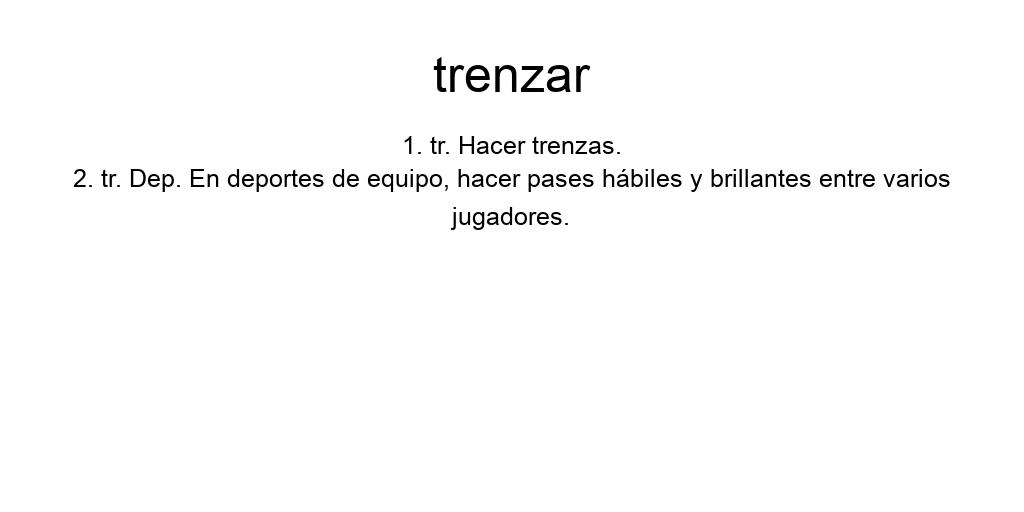 trenzar
1. tr. Hacer trenzas.
2. tr. Dep. En deportes de equipo, hacer pases hábiles y brillantes entre varios
jugadores.